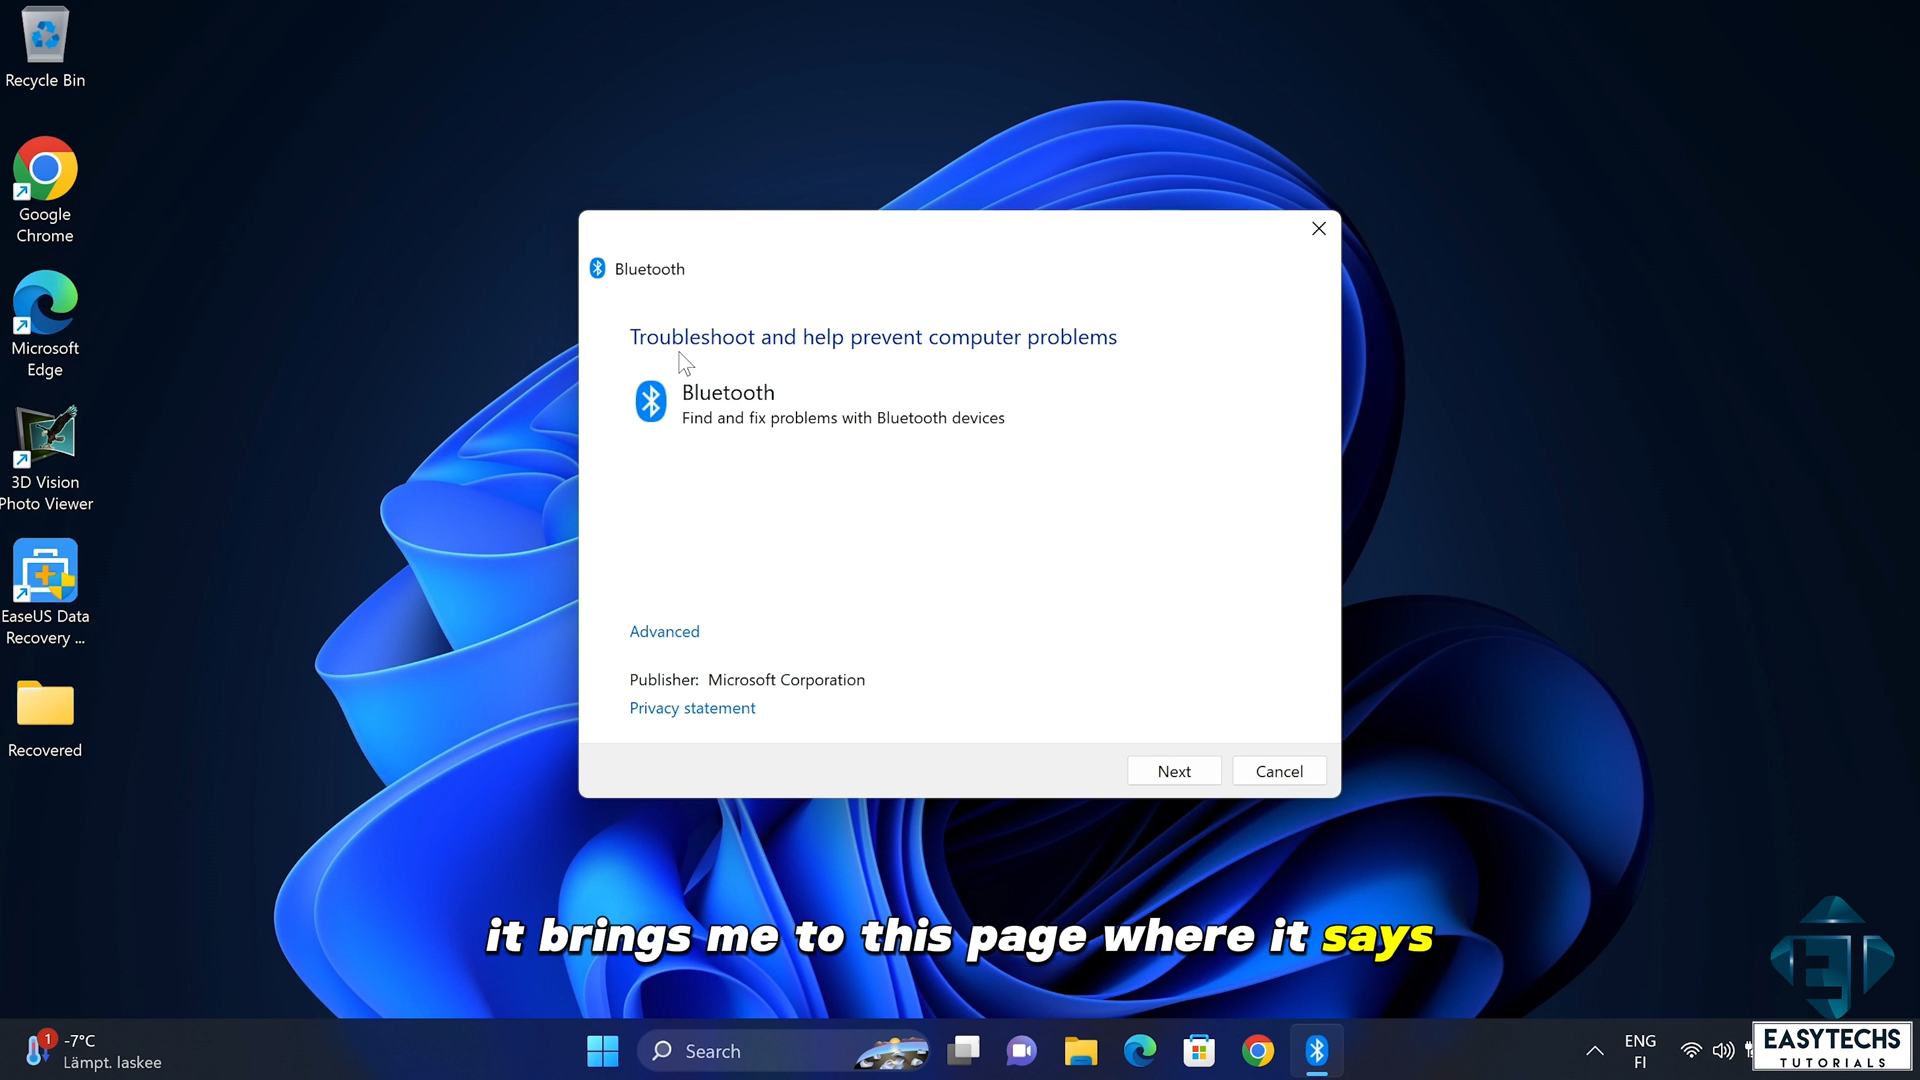 Recycle Bin
Google
Chrome
Microsoft
Edge
3D Vision
Photo Viewer
EaseUS Data
Recovery ...
Recovered
Bluetooth
Troubleshoot and help prevent computer problems
Bluetooth
Find and fix problems with Bluetooth devices
Advanced
Publisher: Microsoft Corporation
Privacy statement
Next
Cancel
it brings me to this page where it says
1
-7°C
Lämpt. laskee
Search
ENG
FI
ET
EASYTECHS
TUTORIALS